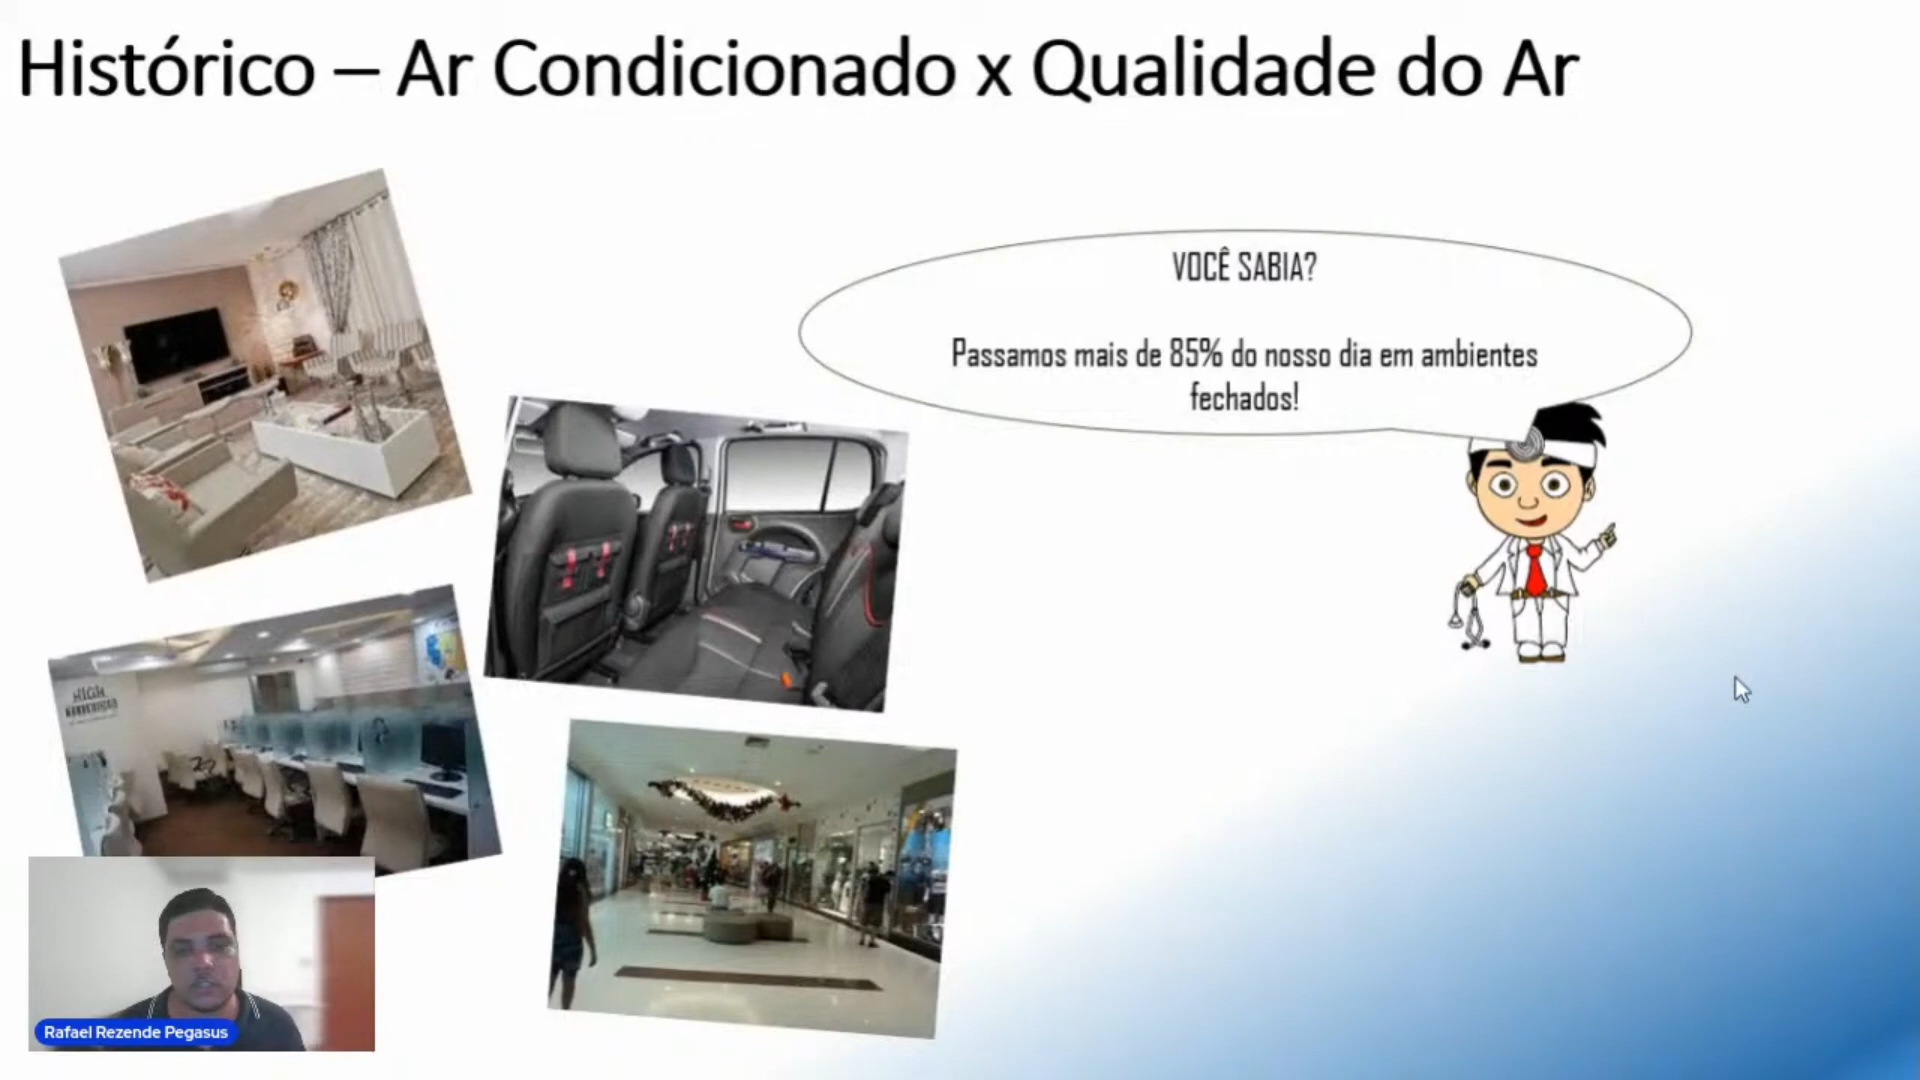 Histórico – Ar Condicionado x Qualidade do Ar
VOCÊ SABIA?
Passamos mais de 85% do nosso dia em ambientes
fechados!
HIGH
Rafael Rezende Pegasus